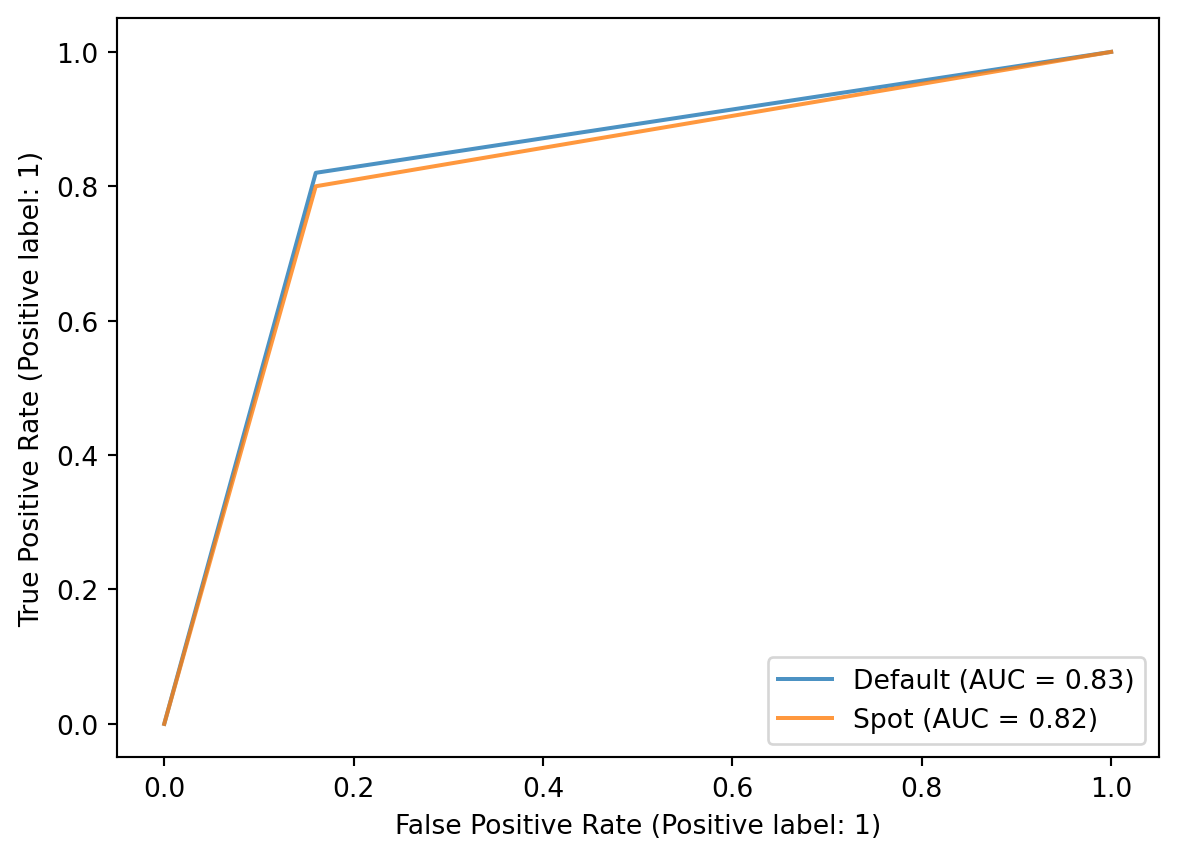 1.0
0.8
0.6
0.4
0.2
0.0
True Positive Rate (Positive label: 1)
Default (AUC = 0.83)
Spot (AUC = 0.82)
0.0 0.2 0.4 0.6 0.8 1.0
False Positive Rate (Positive label: 1)